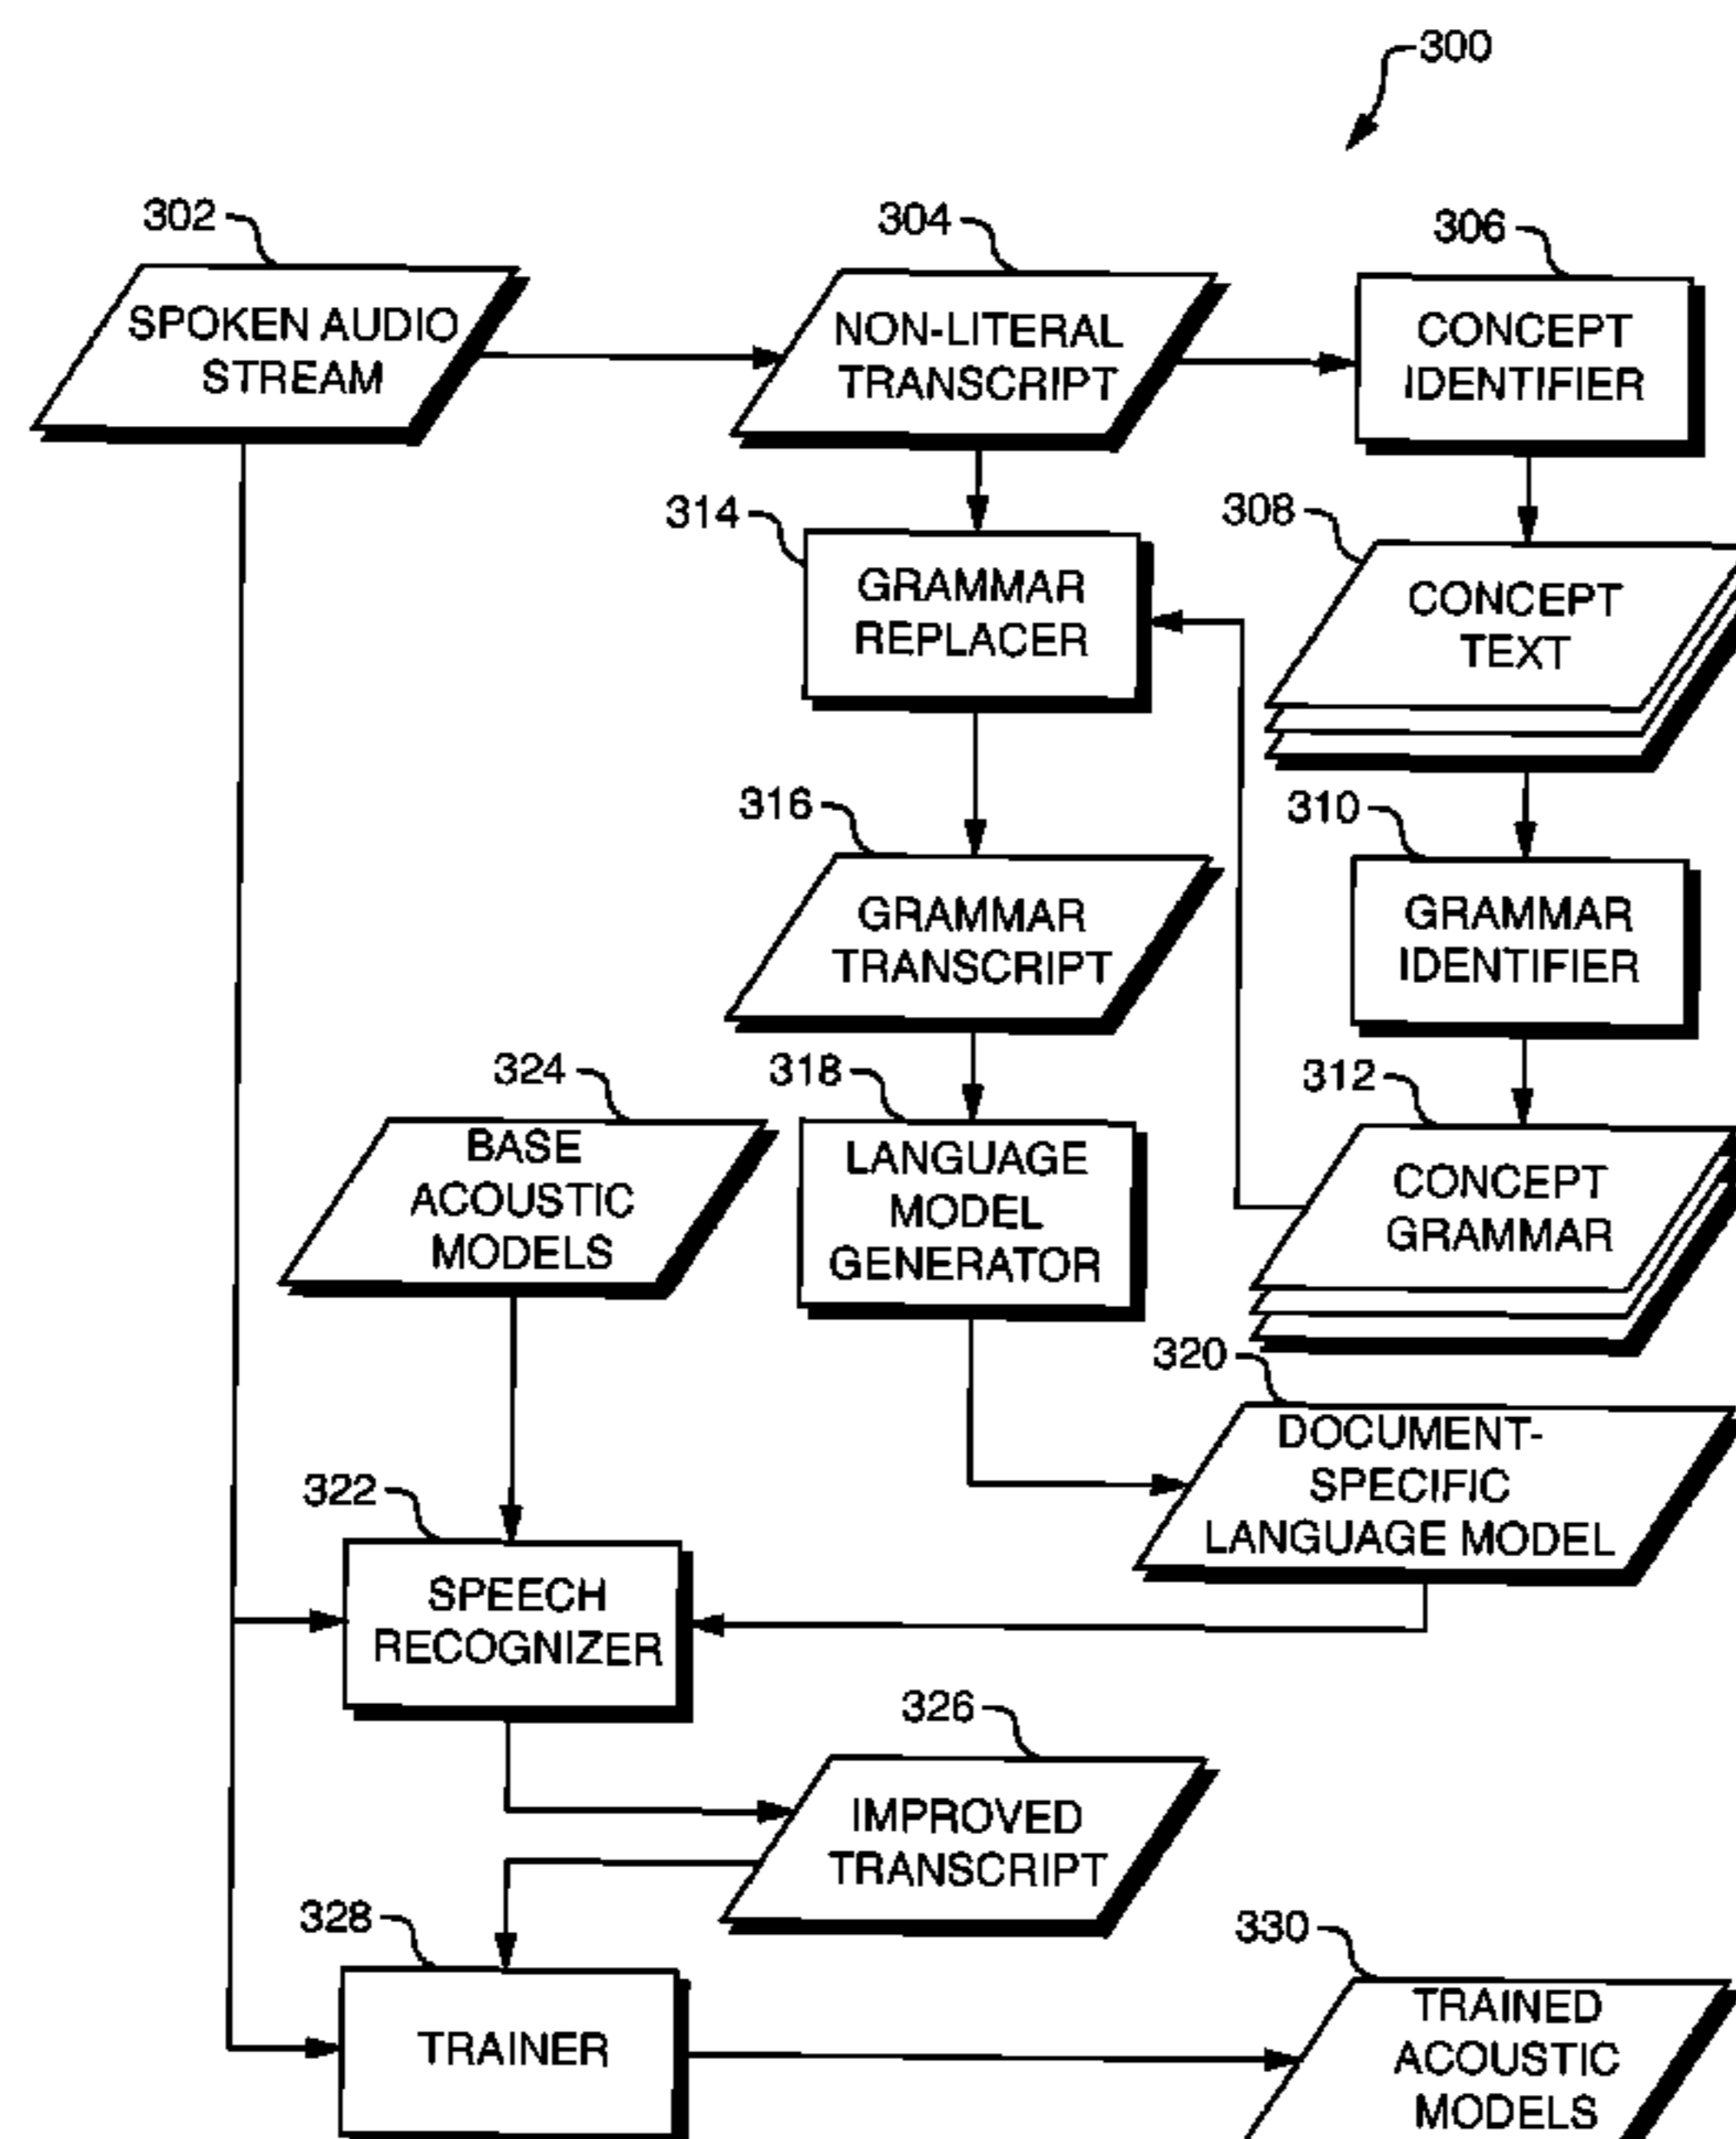 300
302
304
306
SPOKEN AUDIO
STREAM
NON-LITERAL
TRANSCRIPT
CONCEPT
IDENTIFIER
314
308
GRAMMAR
REPLACER
CONCEPT
TEXT
316
310
GRAMMAR
TRANSCRIPT
GRAMMAR
IDENTIFIER
324
318
312
BASE
ACOUSTIC
MODELS
LANGUAGE
MODEL
GENERATOR
CONCEPT
GRAMMAR
320
DOCUMENT-
SPECIFIC
LANGUAGE MODEL
322
SPEECH
RECOGNIZER
326
IMPROVED
TRANSCRIPT
328
330
TRAINER
TRAINED
ACOUSTIC
MODELS